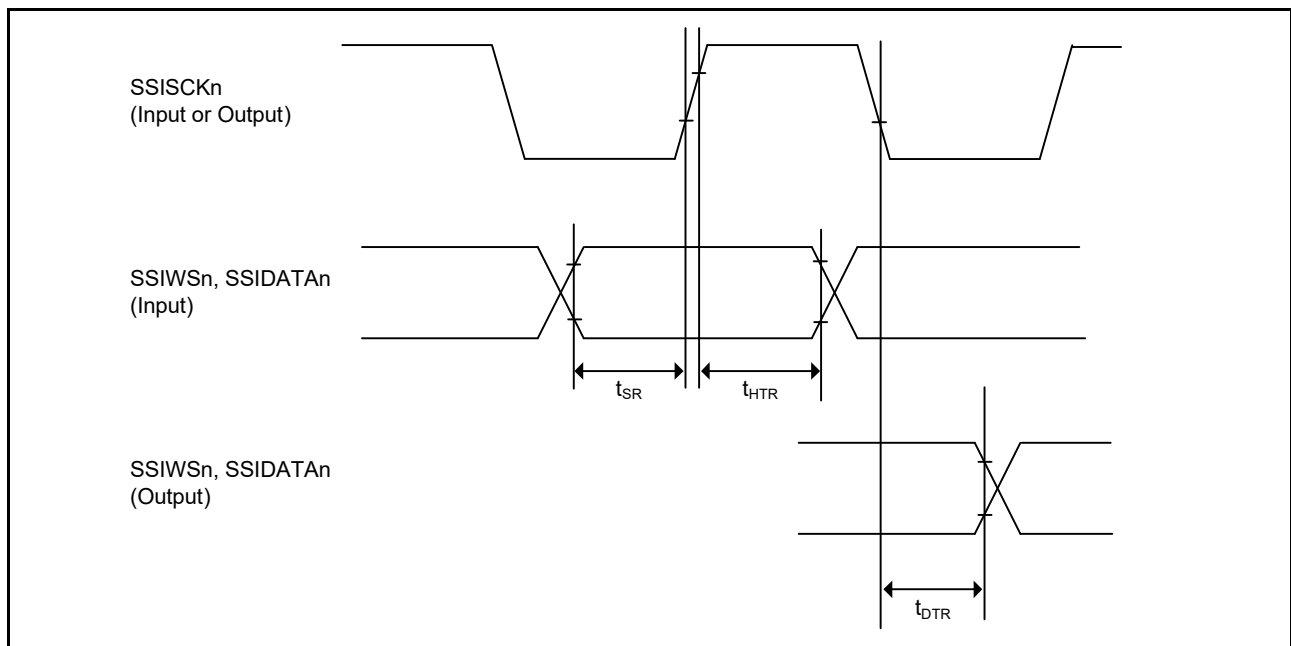 SSISCKn
(Input or Output)
SSIWSn, SSIDATAn
(Input)
tSR
tHTR
SSIWSn, SSIDATAn
(Output)
tDTR